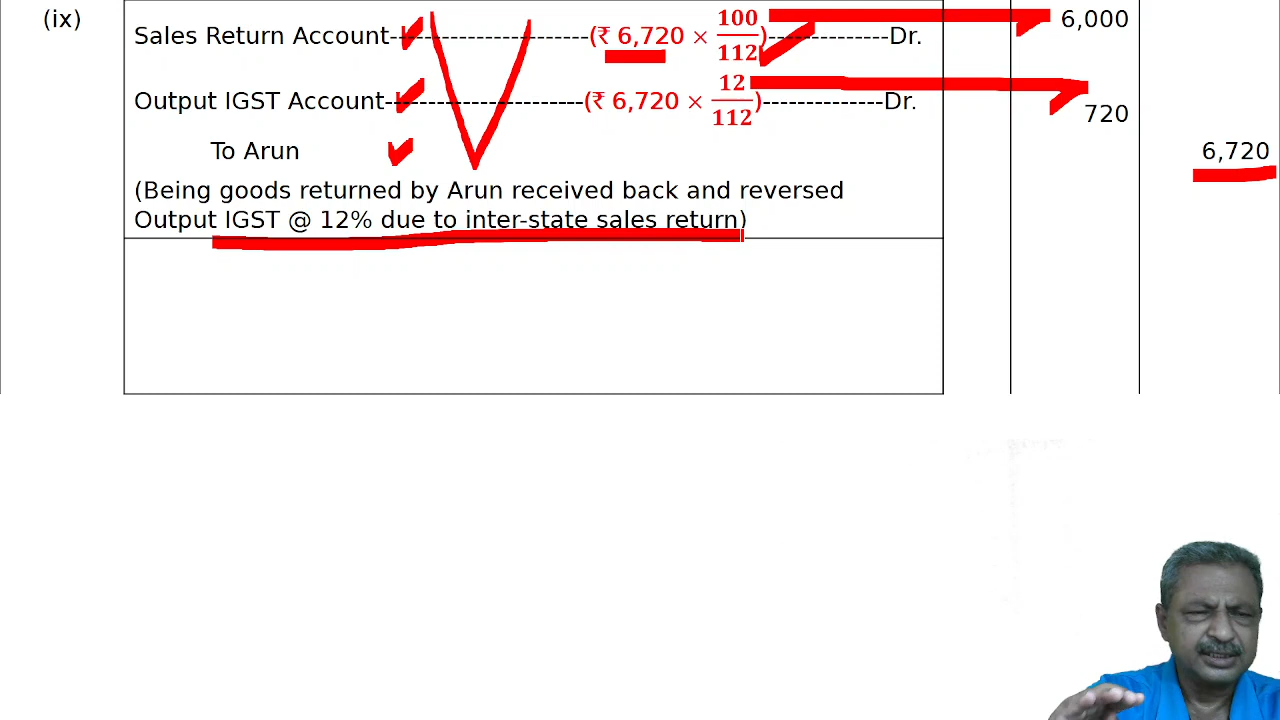 (ix)
Sales Return Account---------------------(₹ 6,720 × 100/112)-------------Dr. 6,000
Output IGST Account----------------------(₹ 6,720 × 12/112)-------------Dr. 720
To Arun 6,720
(Being goods returned by Arun received back and reversed
Output IGST @ 12% due to inter-state sales return)